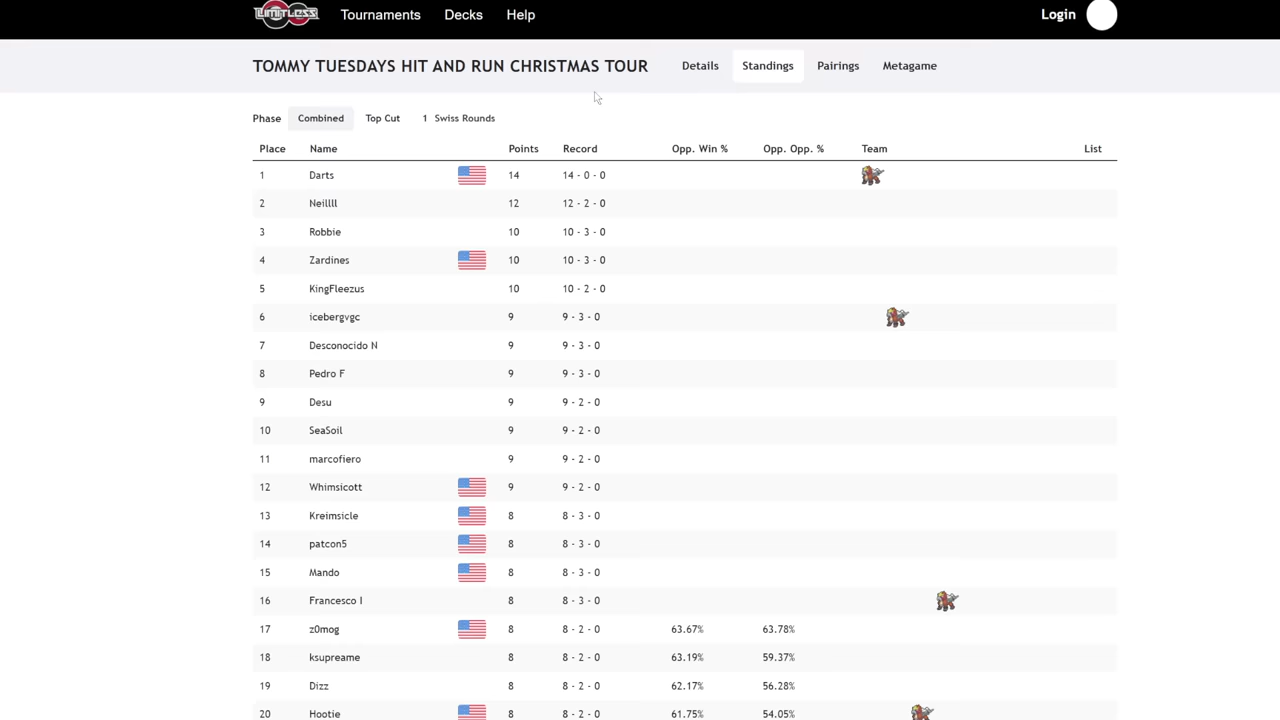 LIMITLESS Tournaments Decks Help Login
TOMMY TUESDAYS HIT AND RUN CHRISTMAS TOUR Details Standings Pairings Metagame
Phase Combined Top Cut 1 Swiss Rounds
Place Name Points Record Opp. Win % Opp. Opp. % Team List
1 Darts 14 14 - 0 - 0
2 Neillll 12 12 - 2 - 0
3 Robbie 10 10 - 3 - 0
4 Zardines 10 10 - 3 - 0
5 KingFleezus 10 10 - 2 - 0
6 icebergvgc 9 9 - 3 - 0
7 Desconocido N 9 9 - 3 - 0
8 Pedro F 9 9 - 3 - 0
9 Desu 9 9 - 2 - 0
10 SeaSoil 9 9 - 2 - 0
11 marcofiero 9 9 - 2 - 0
12 Whimsicott 9 9 - 2 - 0
13 Kreimsicle 8 8 - 3 - 0
14 patcon5 8 8 - 3 - 0
15 Mando 8 8 - 3 - 0
16 Francesco I 8 8 - 3 - 0
17 z0mog 8 8 - 2 - 0 63.67% 63.78%
18 ksupreame 8 8 - 2 - 0 63.19% 59.37%
19 Dizz 8 8 - 2 - 0 62.17% 56.28%
20 Hootie 8 8 - 2 - 0 61.75% 54.05%